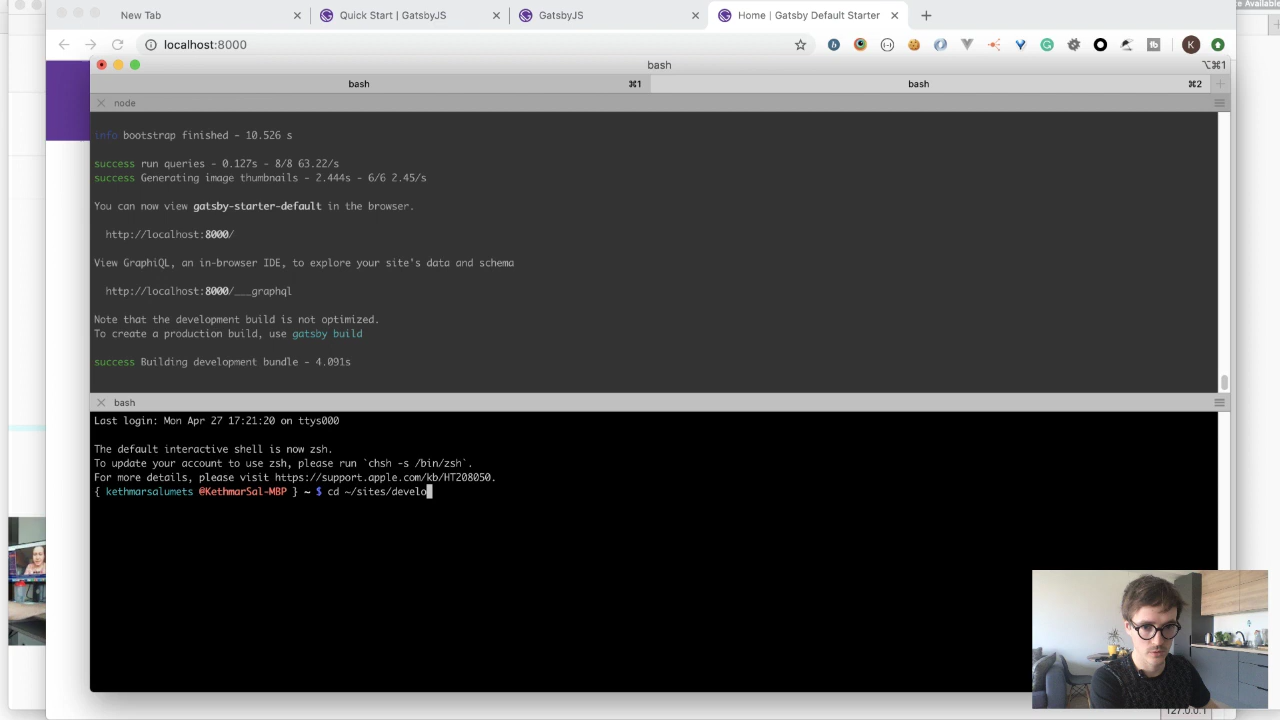 e Available
New Tab
Quick Start | GatsbyJS
GatsbyJS
Home | Gatsby Default Starter
localhost:8000
K
bash
⌥⌘1
bash ⌘1
bash ⌘2
node
info bootstrap finished - 10.526 s
success run queries - 0.127s - 8/8 63.22/s
success Generating image thumbnails - 2.444s - 6/6 2.45/s
You can now view gatsby-starter-default in the browser.
http://localhost:8000/
View GraphiQL, an in-browser IDE, to explore your site's data and schema
http://localhost:8000/___graphql
Note that the development build is not optimized.
To create a production build, use gatsby build
success Building development bundle - 4.091s
bash
Last login: Mon Apr 27 17:21:20 on ttys000
The default interactive shell is now zsh.
To update your account to use zsh, please run `chsh -s /bin/zsh`.
For more details, please visit https://support.apple.com/kb/HT208050.
{ kethmarsalumets @KethmarSal-MBP } ~ $ cd ~/sites/develo
127.0.0.1